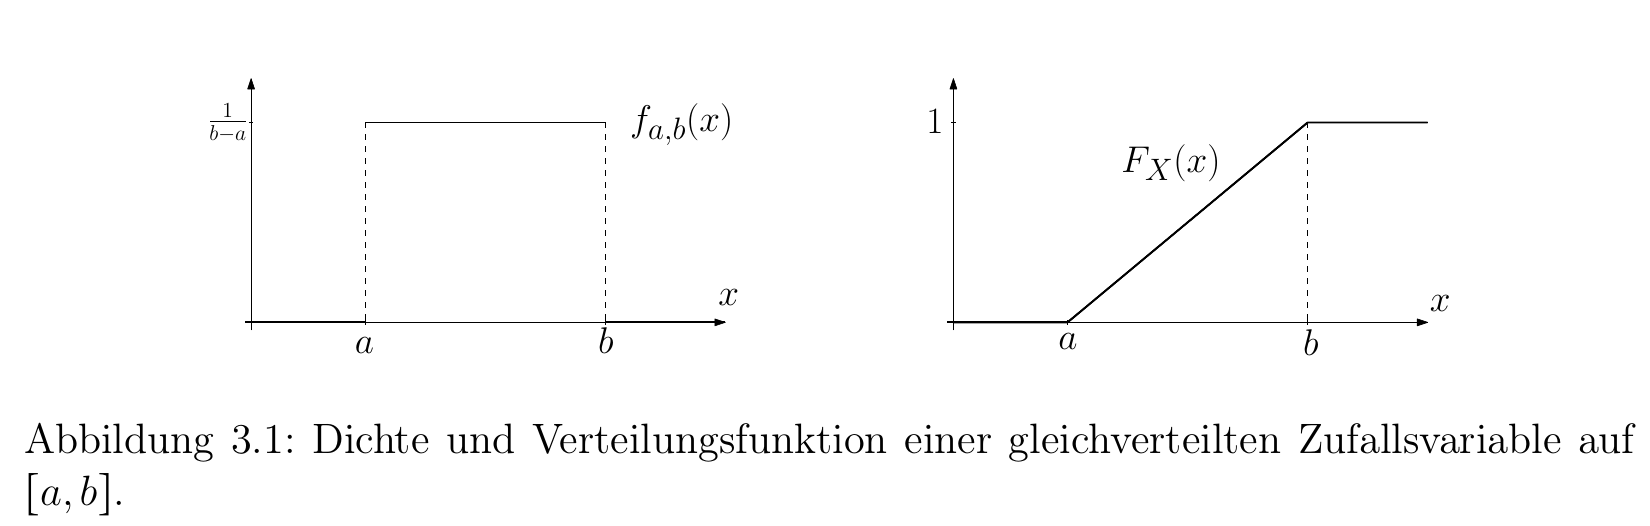 $\frac{1}{b-a}$
$f_{a,b}(x)$
$x$
$a$
$b$
1
$F_X(x)$
$x$
$a$
$b$
Abbildung 3.1: Dichte und Verteilungsfunktion einer gleichverteilten Zufallsvariable auf
$[a, b]$.